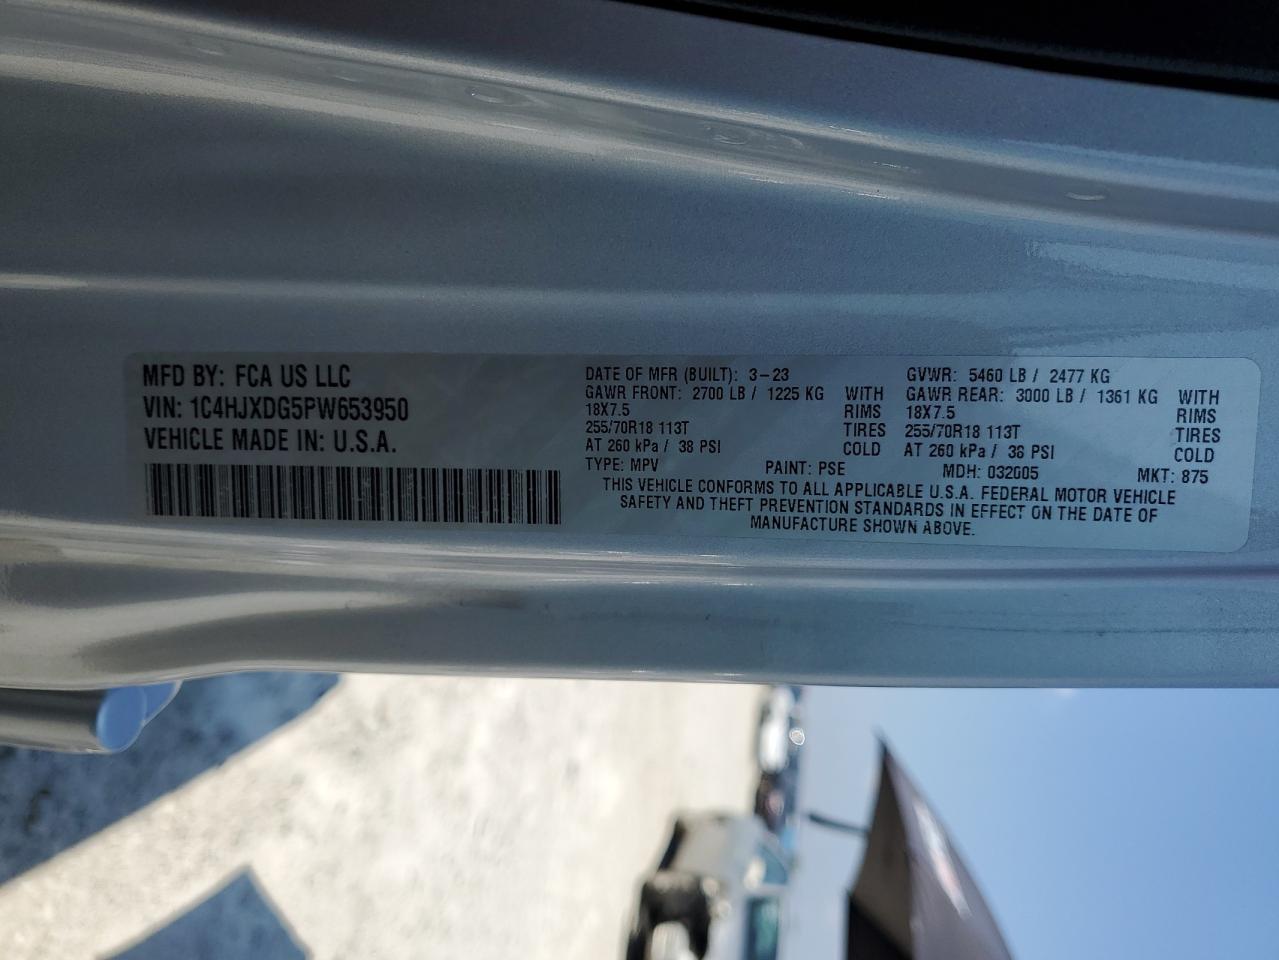 MFD BY: FCA US LLC
VIN: 1C4HJXDG5PW653950
VEHICLE MADE IN: U.S.A.
DATE OF MFR (BUILT): 3-23
GAWR FRONT: 2700 LB / 1225 KG WITH
18X7.5 RIMS
255/70R18 113T TIRES
AT 260 kPa / 38 PSI COLD
GVWR: 5460 LB / 2477 KG
GAWR REAR: 3000 LB / 1361 KG WITH
18X7.5 RIMS
255/70R18 113T TIRES
AT 260 kPa / 38 PSI COLD
TYPE: MPV PAINT: PSE MDH: 032005 MKT: 875
THIS VEHICLE CONFORMS TO ALL APPLICABLE U.S.A. FEDERAL MOTOR VEHICLE
SAFETY AND THEFT PREVENTION STANDARDS IN EFFECT ON THE DATE OF
MANUFACTURE SHOWN ABOVE.